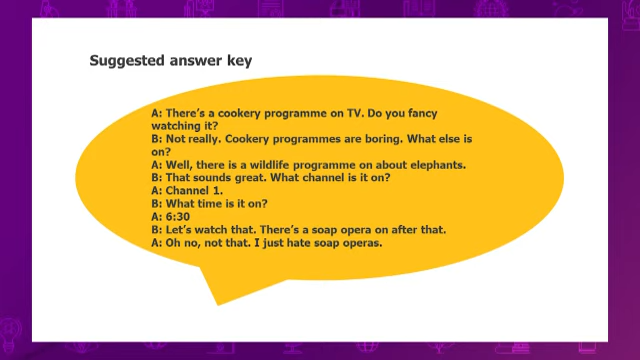 Suggested answer key
A: There's a cookery programme on TV. Do you fancy
watching it?
B: Not really. Cookery programmes are boring. What else is
on?
A: Well, there is a wildlife programme on about elephants.
B: That sounds great. What channel is it on?
A: Channel 1.
B: What time is it on?
A: 6:30
B: Let's watch that. There's a soap opera on after that.
A: Oh no, not that. I just hate soap operas.